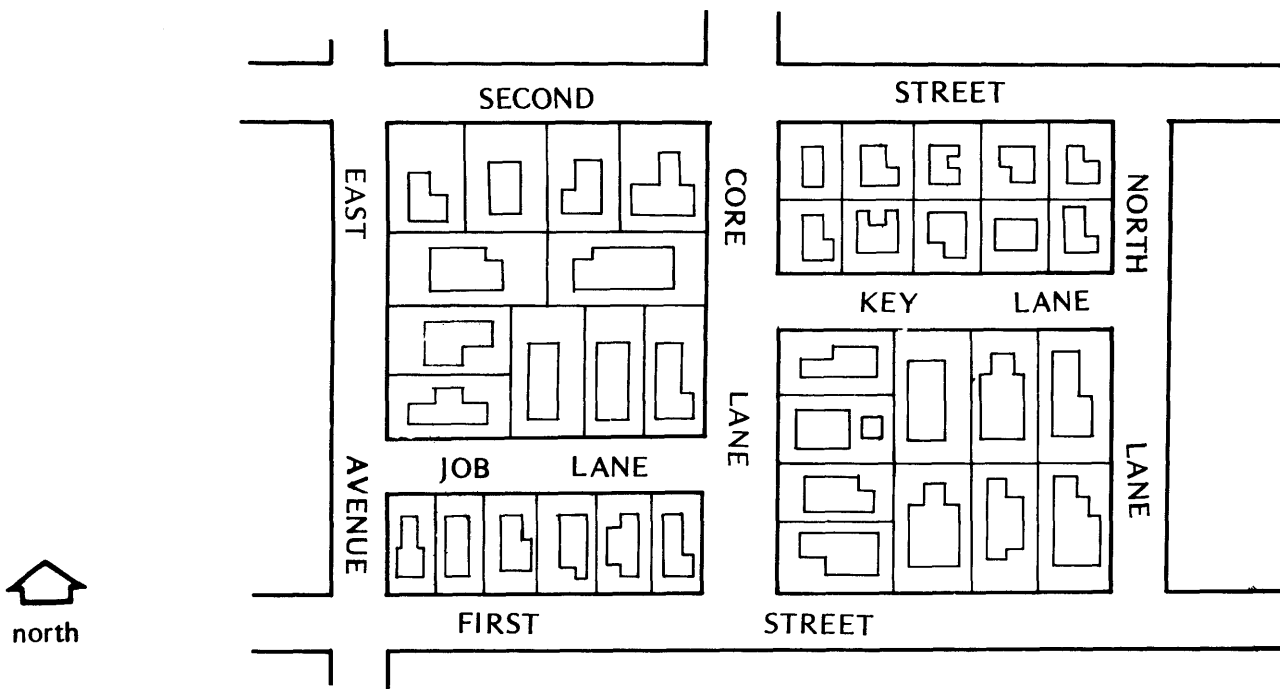 SECOND STREET
EAST AVENUE
CORE LANE
NORTH LANE
KEY LANE
JOB LANE
FIRST STREET
north